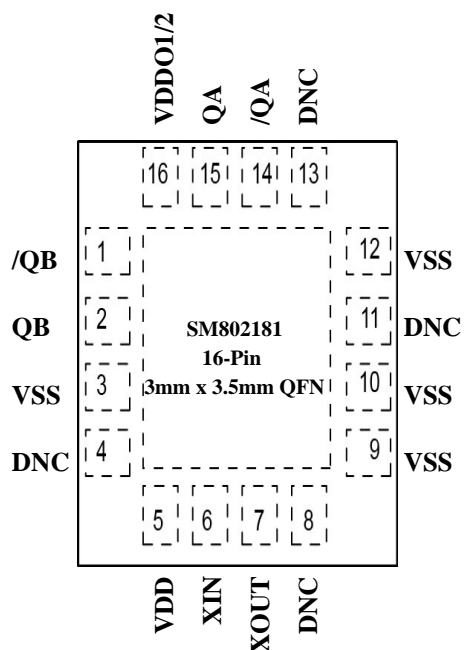 VDDO1/2
QA
/QA
DNC
16
15
14
13
/QB
1
12
VSS
QB
2
11
DNC
SM802181
16-Pin
3mm x 3.5mm QFN
VSS
3
10
VSS
DNC
4
9
VSS
5
6
7
8
VDD
XIN
XOUT
DNC